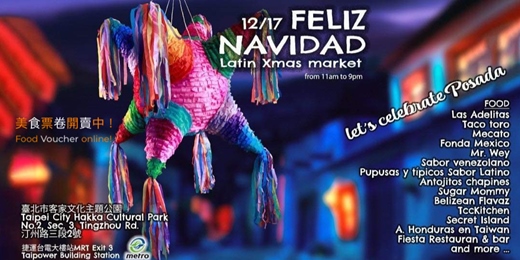 12/17 FELIZ
NAVIDAD
Latin Xmas market
from 11am to 9pm
let's celebrate Posada
美食票卷開賣中！
Food Voucher online!
FOOD
Las Adelitas
Taco toro
Mecato
Fonda Mexico
Mr. Wey
Sabor venezolano
Pupusas y típicos Sabor Latino
Antojitos chapines
Sugar Mommy
Belizean Flavaz
TccKitchen
Secret Island
A. Honduras en Taiwan
Fiesta Restauran & bar
and more ...
臺北市客家文化主題公園
Taipei City Hakka Cultural Park
No.2, Sec. 3, Tingzhou Rd.
汀州路三段2號
捷運台電大樓站MRT Exit 3
Taipower Building Station
metro